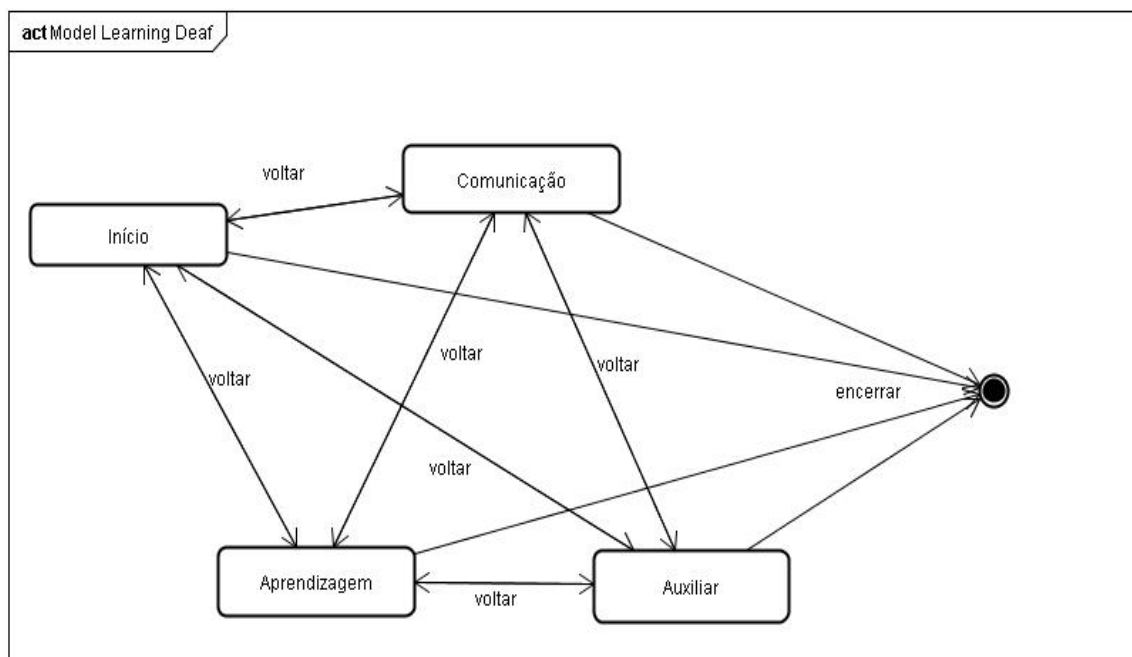 act Model Learning Deaf
voltar
Comunicação
Início
voltar
voltar
voltar
encerrar
voltar
Aprendizagem
voltar
Auxiliar